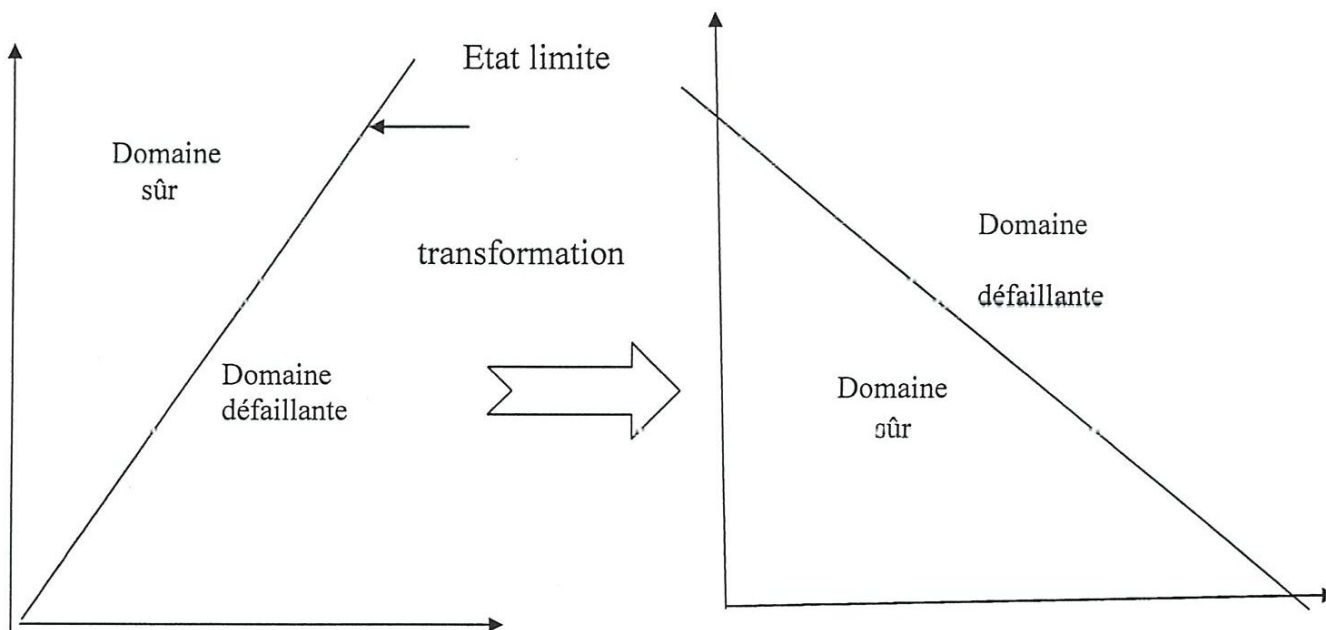 Etat limite
Domaine
sûr
transformation
Domaine
défaillante
Domaine
défaillante
Domaine
sûr